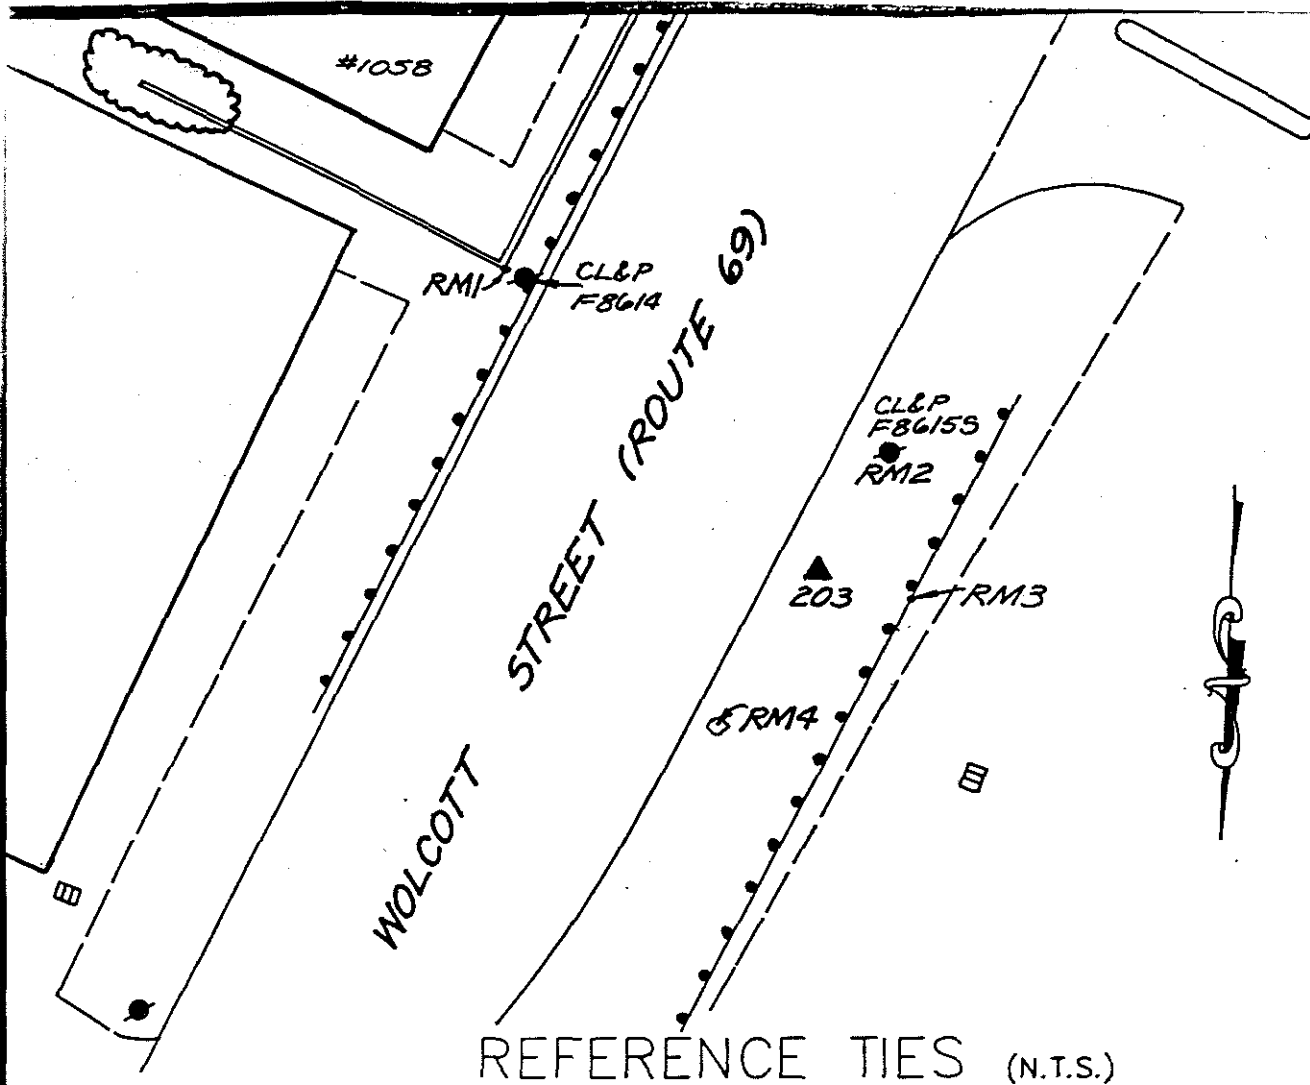 #1058
RM1
CL&P
F8614
WOLCOTT STREET (ROUTE 69)
CL&P
F8615S
RM2
203
RM3
RM4
REFERENCE TIES (N.T.S.)